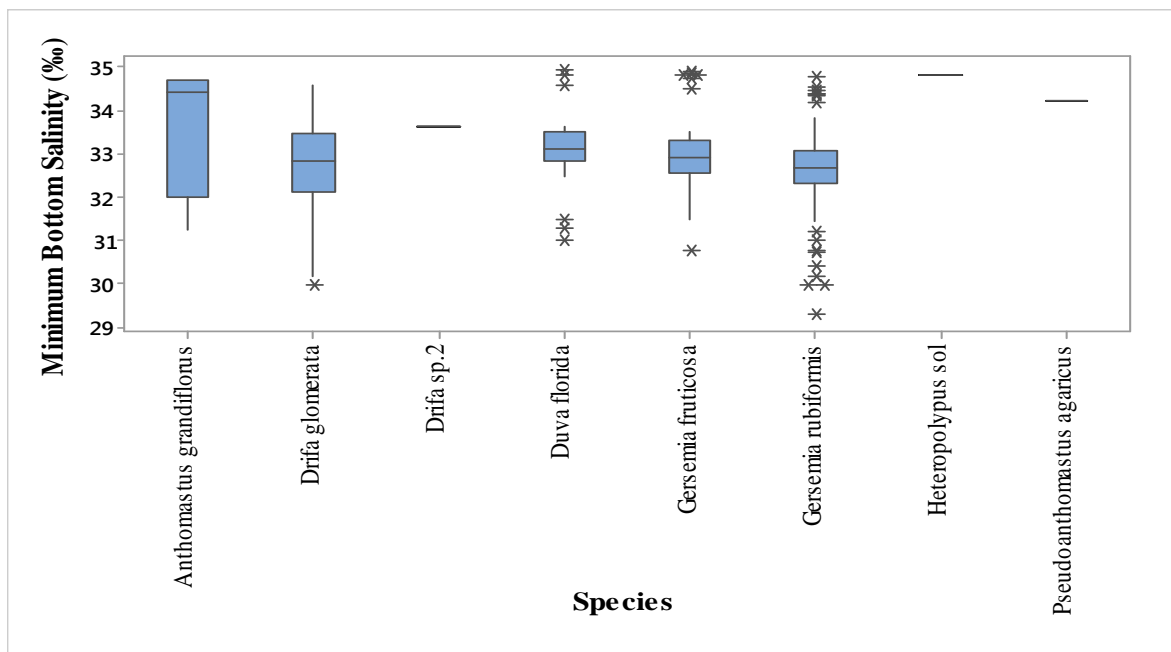 Minimum Bottom Salinity (‰)
35
34
33
32
31
30
29
Anthomastus grandiflorus
Drifa glomerata
Drifa sp.2
Duva florida
Gersemia fruticosa
Gersemia rubiformis
Heteropolypus sol
Pseudoanthomastus agaricus
Species